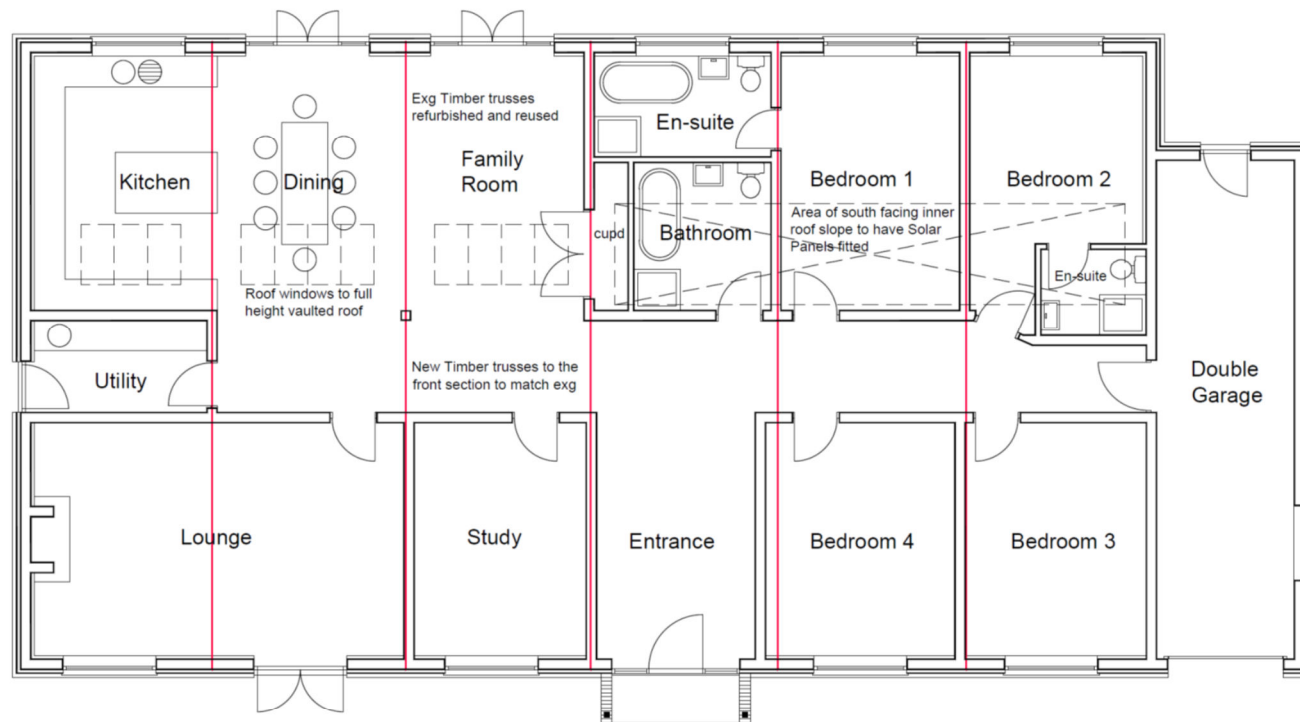 Exg Timber trusses
refurbished and reused
En-suite
Kitchen
Dining
Family
Room
Bedroom 1
Bedroom 2
cupd
Bathroom
Area of south facing inner
roof slope to have Solar
Panels fitted
En-suite
Roof windows to full
height vaulted roof
Utility
New Timber trusses to the
front section to match exg
Double
Garage
Lounge
Study
Entrance
Bedroom 4
Bedroom 3